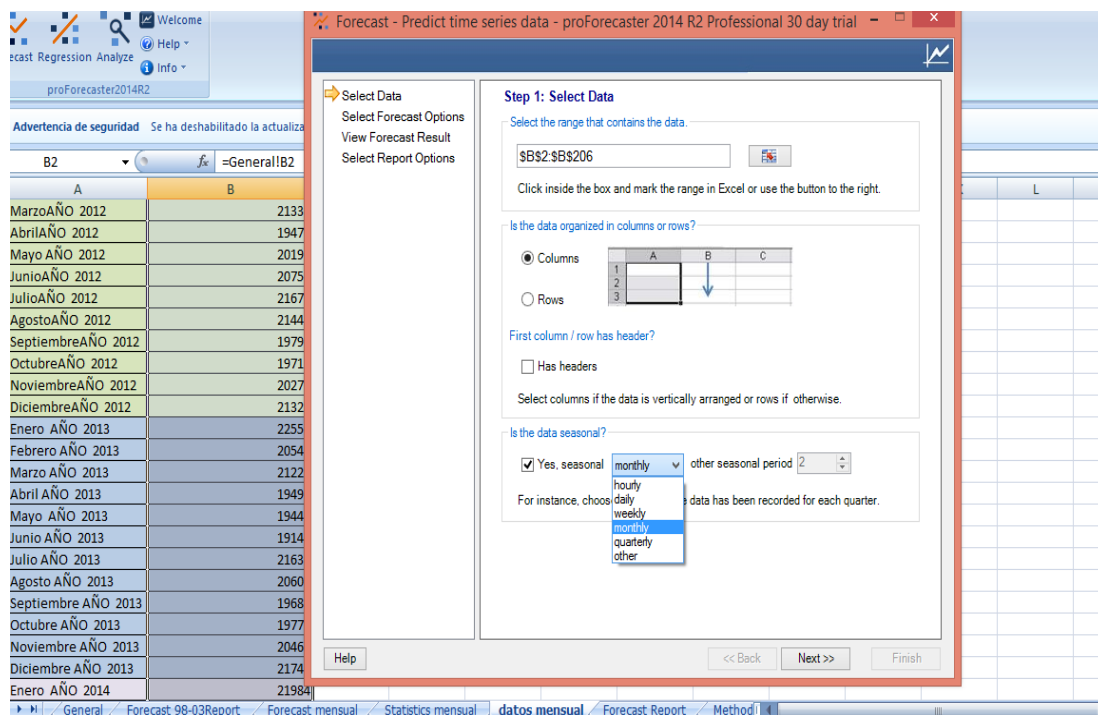 Forecast - Predict time series data - proForecaster 2014 R2 Professional 30 day trial
Welcome
Help
Info
ecast Regression Analyze
proForecaster2014R2
Advertencia de seguridad Se ha deshabilitado la actualiza
B2 fx =General!B2
A B L
MarzoAÑO 2012 2133
AbrilAÑO 2012 1947
Mayo AÑO 2012 2019
JunioAÑO 2012 2075
JulioAÑO 2012 2167
AgostoAÑO 2012 2144
SeptiembreAÑO 2012 1979
OctubreAÑO 2012 1971
NoviembreAÑO 2012 2027
DiciembreAÑO 2012 2132
Enero AÑO 2013 2255
Febrero AÑO 2013 2054
Marzo AÑO 2013 2122
Abril AÑO 2013 1949
Mayo AÑO 2013 1944
Junio AÑO 2013 1914
Julio AÑO 2013 2163
Agosto AÑO 2013 2060
Septiembre AÑO 2013 1968
Octubre AÑO 2013 1977
Noviembre AÑO 2013 2046
Diciembre AÑO 2013 2174
Enero AÑO 2014 21984
Select Data
Select Forecast Options
View Forecast Result
Select Report Options
Step 1: Select Data
Select the range that contains the data.
$B$2:$B$206
Click inside the box and mark the range in Excel or use the button to the right.
Is the data organized in columns or rows?
Columns
Rows
A B C
1
2
3
First column / row has header?
Has headers
Select columns if the data is vertically arranged or rows if otherwise.
Is the data seasonal?
Yes, seasonal monthly other seasonal period 2
hourly
daily
weekly
monthly
quarterly
other
For instance, choos data has been recorded for each quarter.
Help << Back Next >> Finish
General Forecast 98-03Report Forecast mensual Statistics mensual datos mensual Forecast Report Method